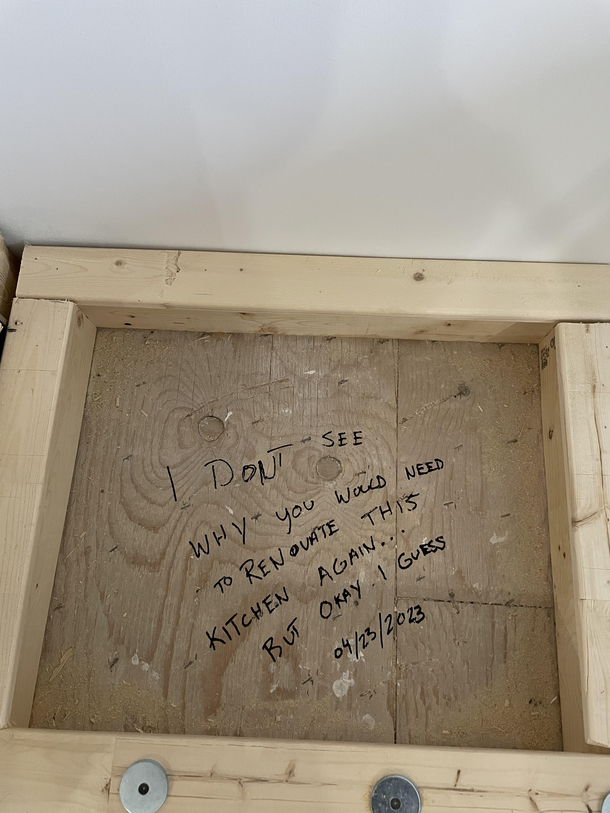 I DONT SEE
WHY YOU WOULD NEED
TO RENOVATE THIS
KITCHEN AGAIN...
BUT OKAY I GUESS
04/23/2023